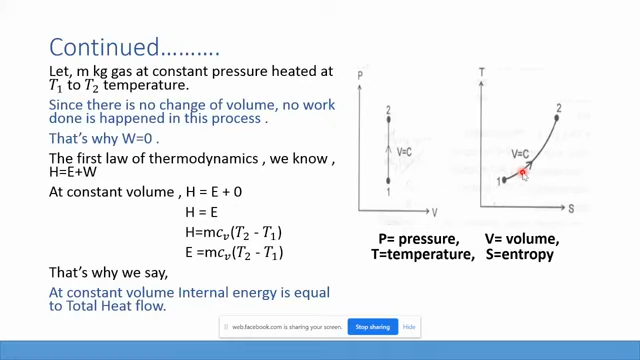 Continued……….
Let, m kg gas at constant pressure heated at
T₁ to T₂ temperature.
Since there is no change of volume, no work
done is happened in this process .
That’s why W=0 .
The first law of thermodynamics , we know ,
H=E+W
At constant volume , H = E + 0
H = E
H=mcᵥ(T₂ - T₁)
E =mcᵥ(T₂ - T₁)
That’s why we say,
At constant volume Internal energy is equal
to Total Heat flow.
P
2
V=C
1
V
T
2
V=C
1
S
P= pressure, V= volume,
T=temperature, S=entropy
web.facebook.com is sharing your screen. Stop sharing Hide